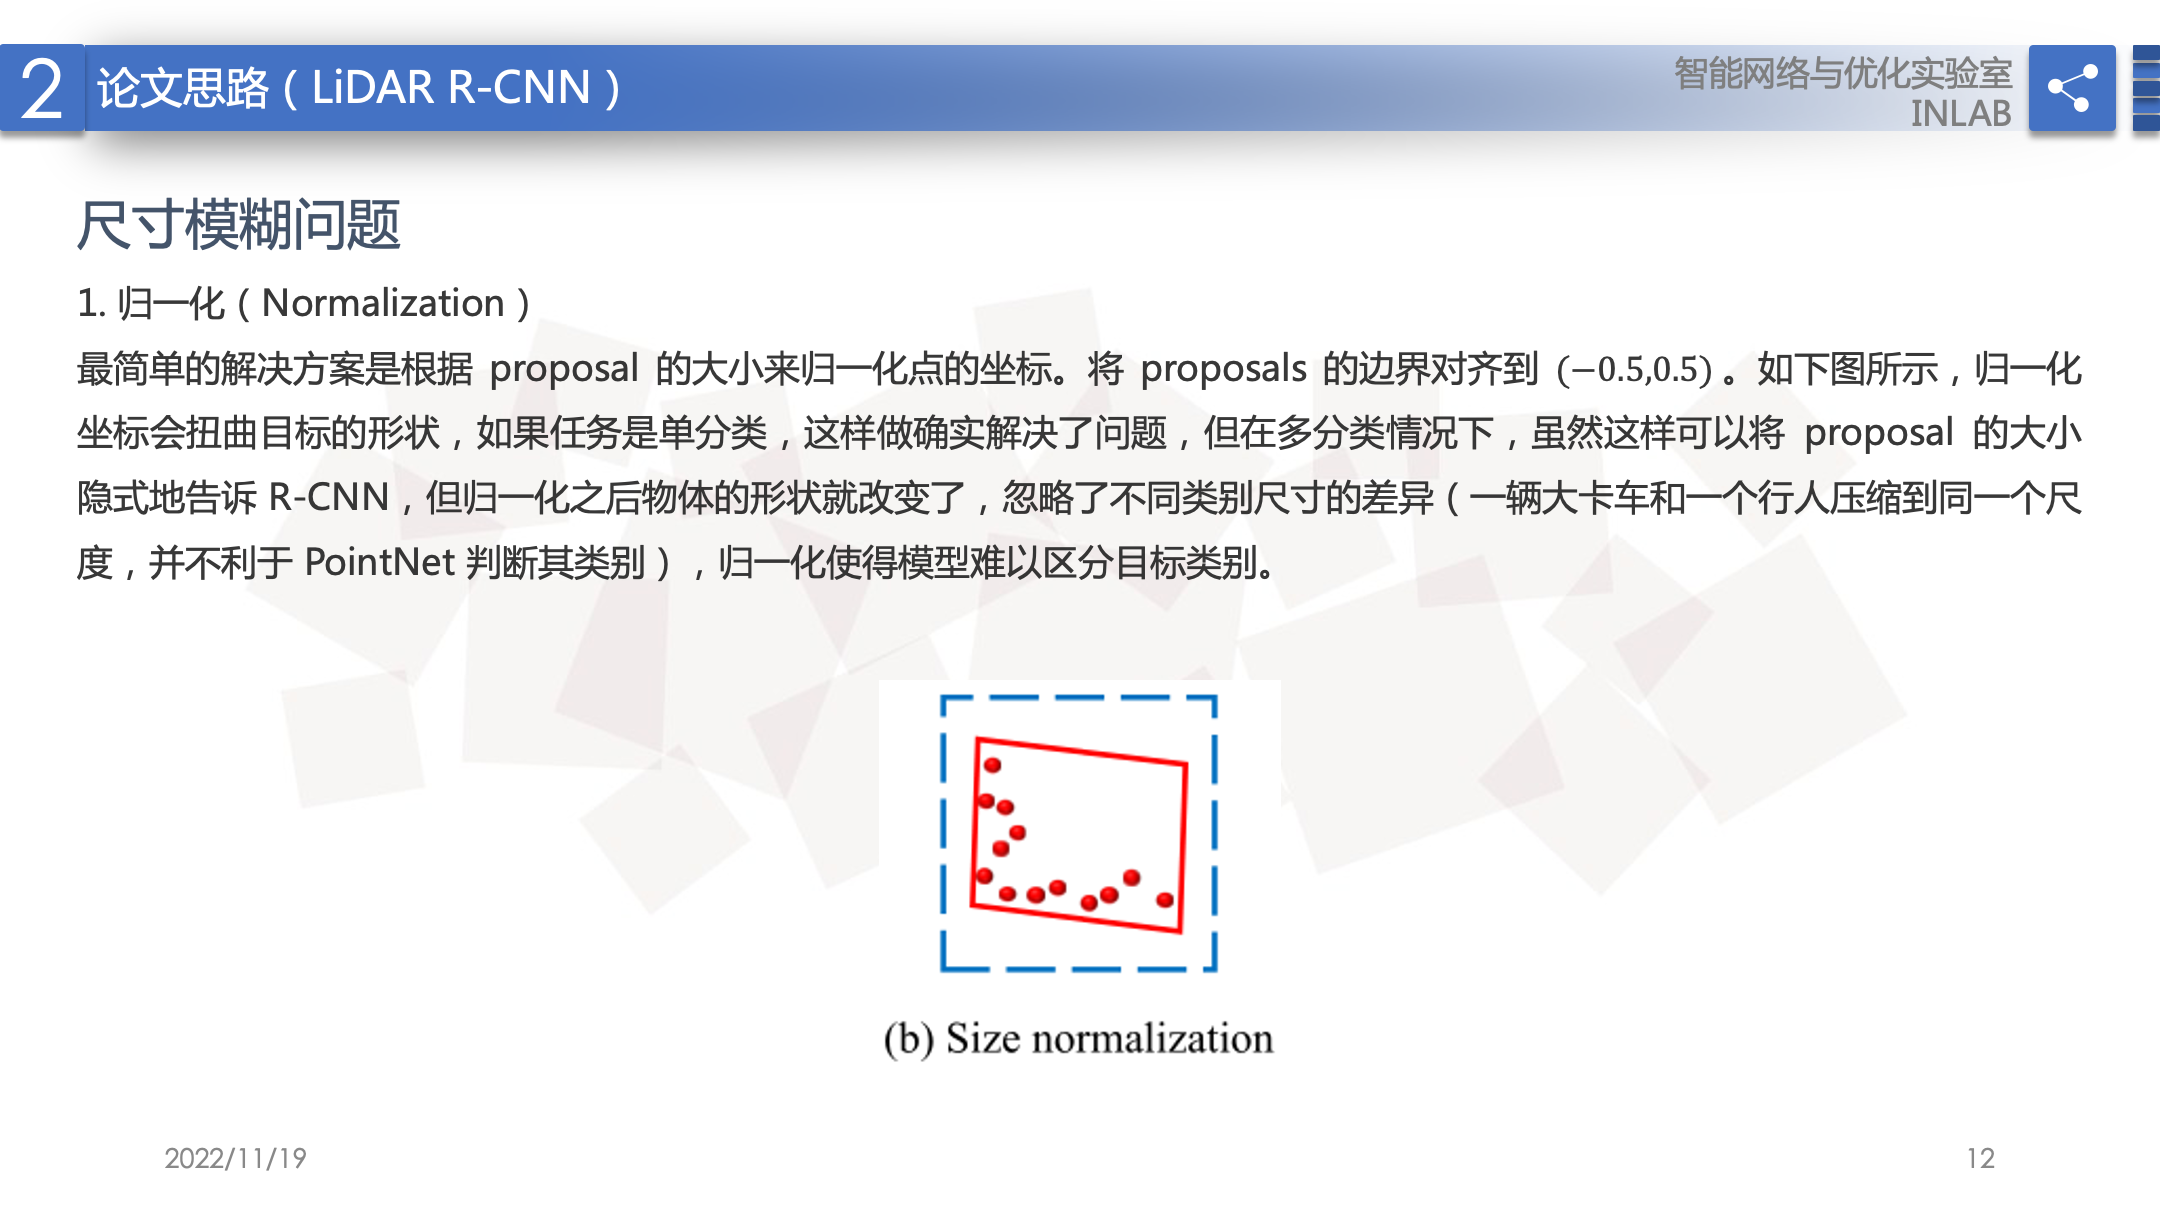 2 论文思路（LiDAR R-CNN）
智能网络与优化实验室
INLAB
尺寸模糊问题
1. 归一化（Normalization）
最简单的解决方案是根据 proposal 的大小来归一化点的坐标。将 proposals 的边界对齐到 (−0.5,0.5) 。如下图所示，归一化
坐标会扭曲目标的形状，如果任务是单分类，这样做确实解决了问题，但在多分类情况下，虽然这样可以将 proposal 的大小
隐式地告诉 R-CNN，但归一化之后物体的形状就改变了，忽略了不同类别尺寸的差异（一辆大卡车和一个行人压缩到同一个尺
度，并不利于 PointNet 判断其类别），归一化使得模型难以区分目标类别。
(b) Size normalization
2022/11/19
12